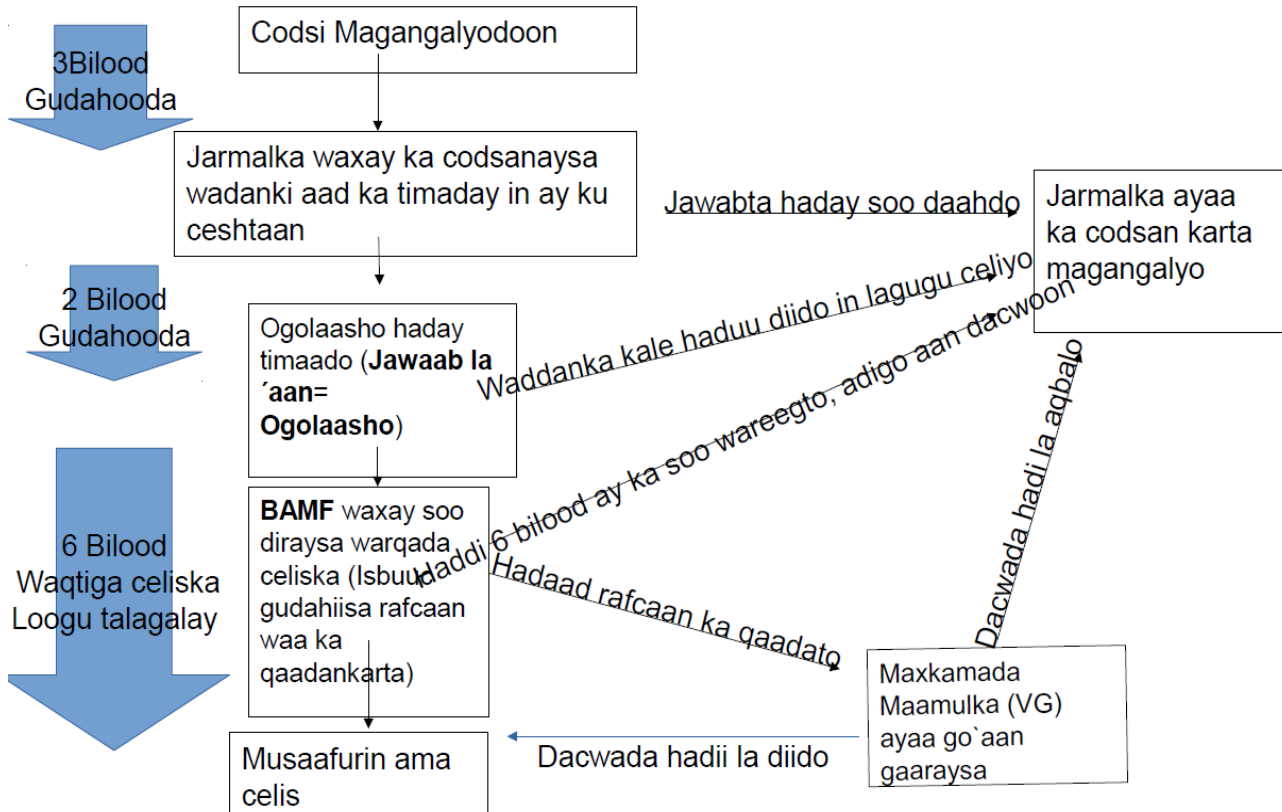 3Bilood
Gudahooda
Codsi Magangalyodoon
Jarmalka waxay ka codsanaysa
wadanki aad ka timaday in ay ku
ceshtaan
Jawabta haday soo daahdo
Jarmalka ayaa
ka codsan karta
magangalyo
2 Bilood
Gudahooda
Ogolaasho haday
timaado (Jawaab la
´aan=
Ogolaasho)
Waddanka kale haduu diido in lagugu celiyo
Haddi 6 bilood ay ka soo wareegto, adigo aan dacwoon
6 Bilood
Waqtiga celiska
Loogu talagalay
BAMF waxay soo
diraysa warqada
celiska (Isbuuc
gudahiisa rafcaan
waa ka
qaadankarta)
Hadaad rafcaan ka qaadato
Dacwada hadi la aqbalo
Maxkamada
Maamulka (VG)
ayaa go`aan
gaaraysa
Dacwada hadii la diido
Musaafurin ama
celis